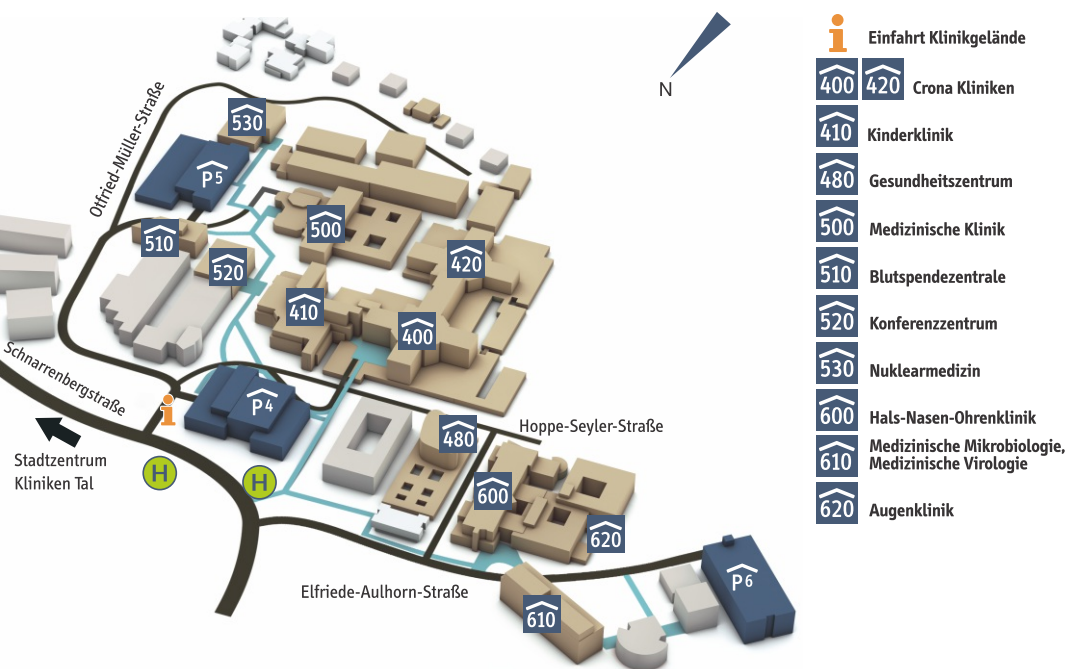 N
Otfried-Müller-Straße
530
P5
510
500
520
420
410
400
Schnarrenbergstraße
P4
i
Hoppe-Seyler-Straße
480
Stadtzentrum
Kliniken Tal
H
H
600
620
P6
Elfriede-Aulhorn-Straße
610
i Einfahrt Klinikgelände
400 420 Crona Kliniken
410 Kinderklinik
480 Gesundheitszentrum
500 Medizinische Klinik
510 Blutspendezentrale
520 Konferenzzentrum
530 Nuklearmedizin
600 Hals-Nasen-Ohrenklinik
610 Medizinische Mikrobiologie,
Medizinische Virologie
620 Augenklinik